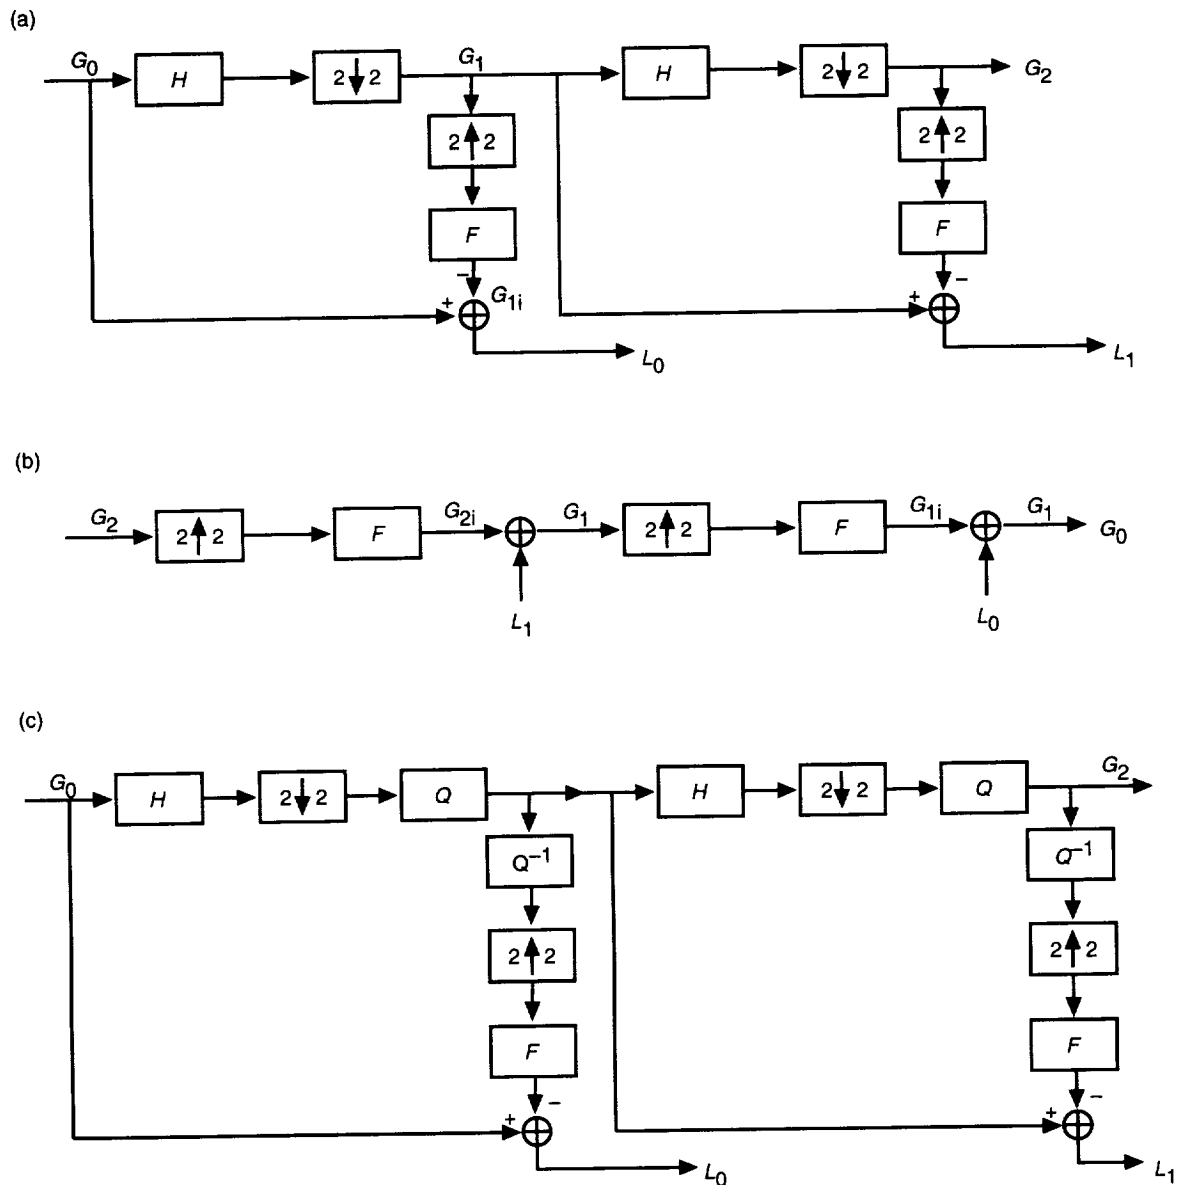 (a)
G0 H 2 2 G1 H 2 2 G2
2 2 2 2
F F
– –
+ G1i +
L0 L1
(b)
G2 2 2 F G2i G1 2 2 F G1i G1 G0
L1 L0
(c)
G0 H 2 2 Q H 2 2 Q G2
Q–1 Q–1
2 2 2 2
F F
– –
+ +
L0 L1